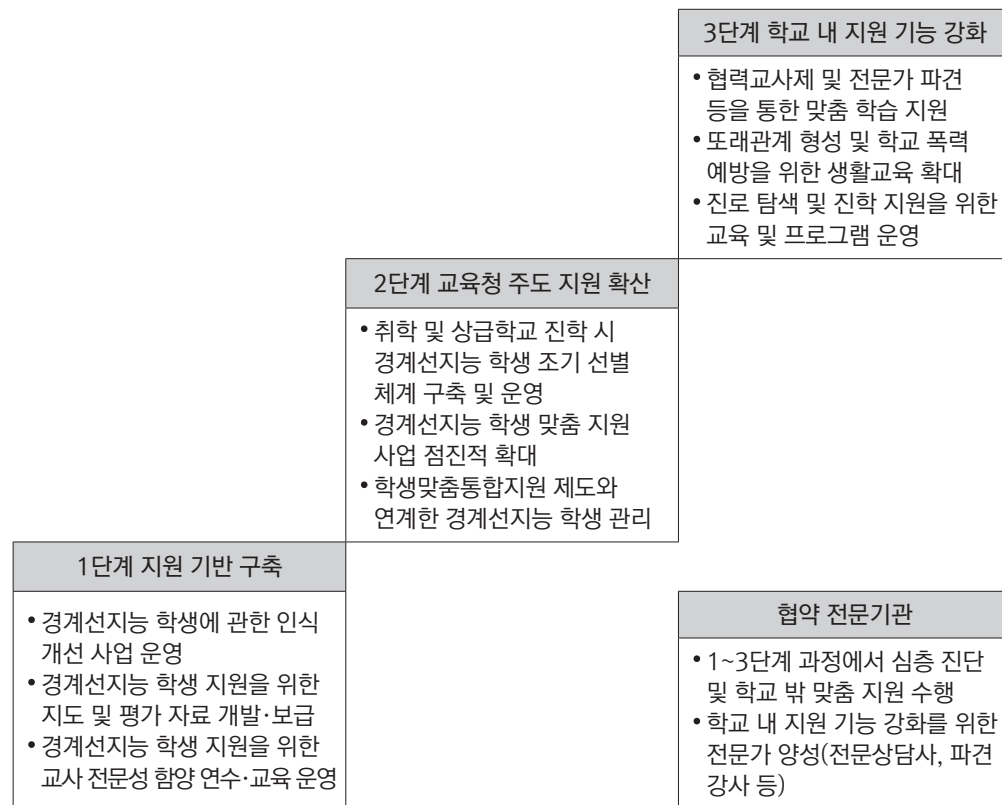 3단계 학교 내 지원 기능 강화
• 협력교사제 및 전문가 파견
등을 통한 맞춤 학습 지원
• 또래관계 형성 및 학교 폭력
예방을 위한 생활교육 확대
• 진로 탐색 및 진학 지원을 위한
교육 및 프로그램 운영
2단계 교육청 주도 지원 확산
• 취학 및 상급학교 진학 시
경계선지능 학생 조기 선별
체계 구축 및 운영
• 경계선지능 학생 맞춤 지원
사업 점진적 확대
• 학생맞춤통합지원 제도와
연계한 경계선지능 학생 관리
1단계 지원 기반 구축
• 경계선지능 학생에 관한 인식
개선 사업 운영
• 경계선지능 학생 지원을 위한
지도 및 평가 자료 개발·보급
• 경계선지능 학생 지원을 위한
교사 전문성 함양 연수·교육 운영
협약 전문기관
• 1~3단계 과정에서 심층 진단
및 학교 밖 맞춤 지원 수행
• 학교 내 지원 기능 강화를 위한
전문가 양성(전문상담사, 파견
강사 등)